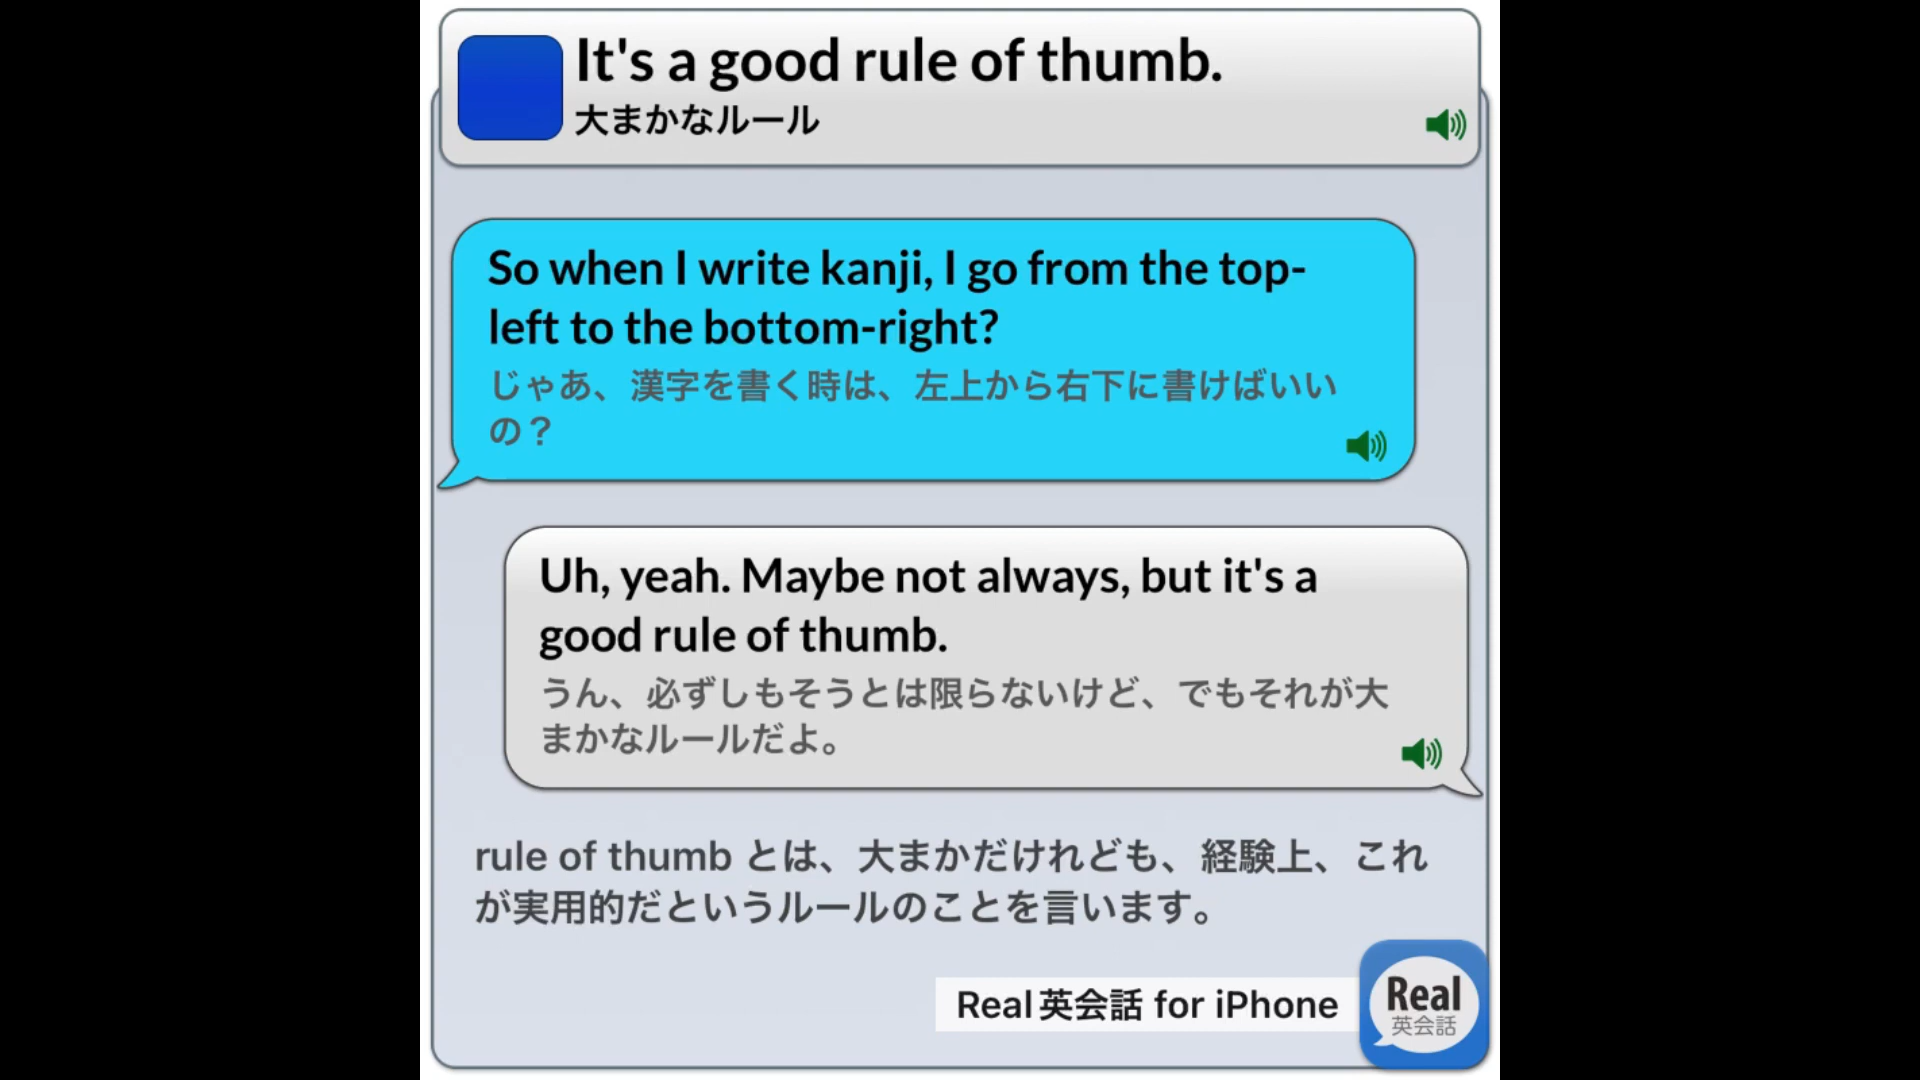 It's a good rule of thumb.
大まかなルール
So when I write kanji, I go from the top-
left to the bottom-right?
じゃあ、漢字を書く時は、左上から右下に書けばいい
の？
Uh, yeah. Maybe not always, but it's a
good rule of thumb.
うん、必ずしもそうとは限らないけど、でもそれが大
まかなルールだよ。
rule of thumb とは、大まかだけれども、経験上、これ
が実用的だというルールのことを言います。
Real英会話 for iPhone
Real
英会話